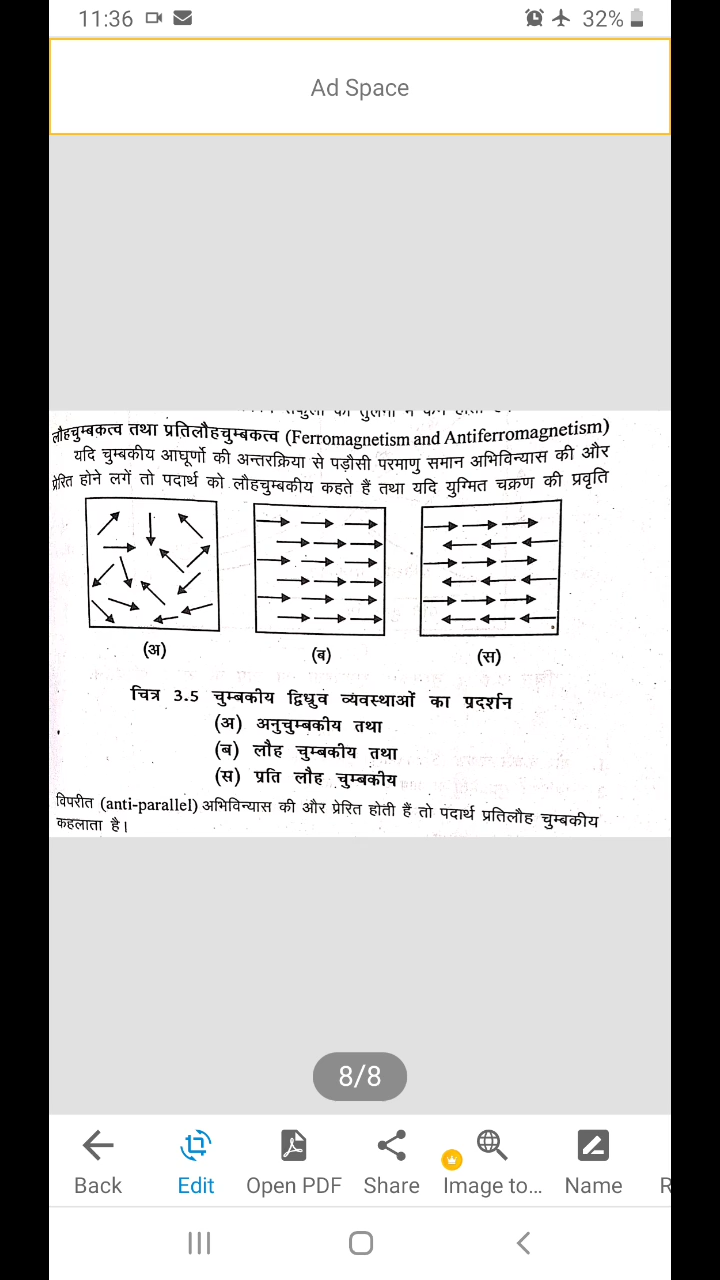 11:36
32%
Ad Space
लौहचुम्बकत्व तथा प्रतिलौहचुम्बकत्व (Ferromagnetism and Antiferromagnetism)
यदि चुम्बकीय आघूर्णो की अन्तरक्रिया से पड़ौसी परमाणु समान अभिविन्यास की और
प्रेरित होने लगें तो पदार्थ को लौहचुम्बकीय कहते हैं तथा यदि युग्मित चक्रण की प्रवृति
(अ) (ब) (स)
चित्र 3.5 चुम्बकीय द्विध्रुव व्यवस्थाओं का प्रदर्शन
(अ) अनुचुम्बकीय तथा
(ब) लौह चुम्बकीय तथा
(स) प्रति लौह चुम्बकीय
विपरीत (anti-parallel) अभिविन्यास की और प्रेरित होती हैं तो पदार्थ प्रतिलौह चुम्बकीय
कहलाता है।
8/8
Back Edit Open PDF Share Image to... Name R